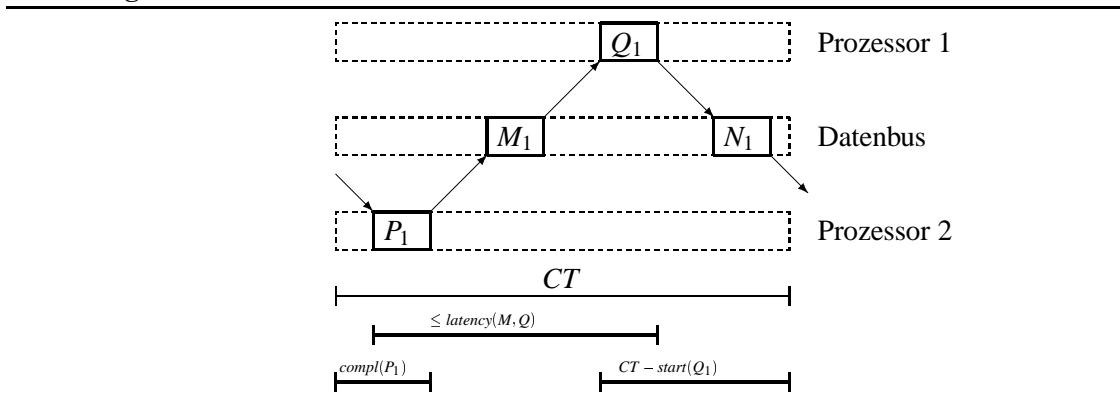 Q1 Prozessor 1
M1 N1 Datenbus
P1 Prozessor 2
CT
≤ latency(M,Q)
compl(P1) CT − start(Q1)